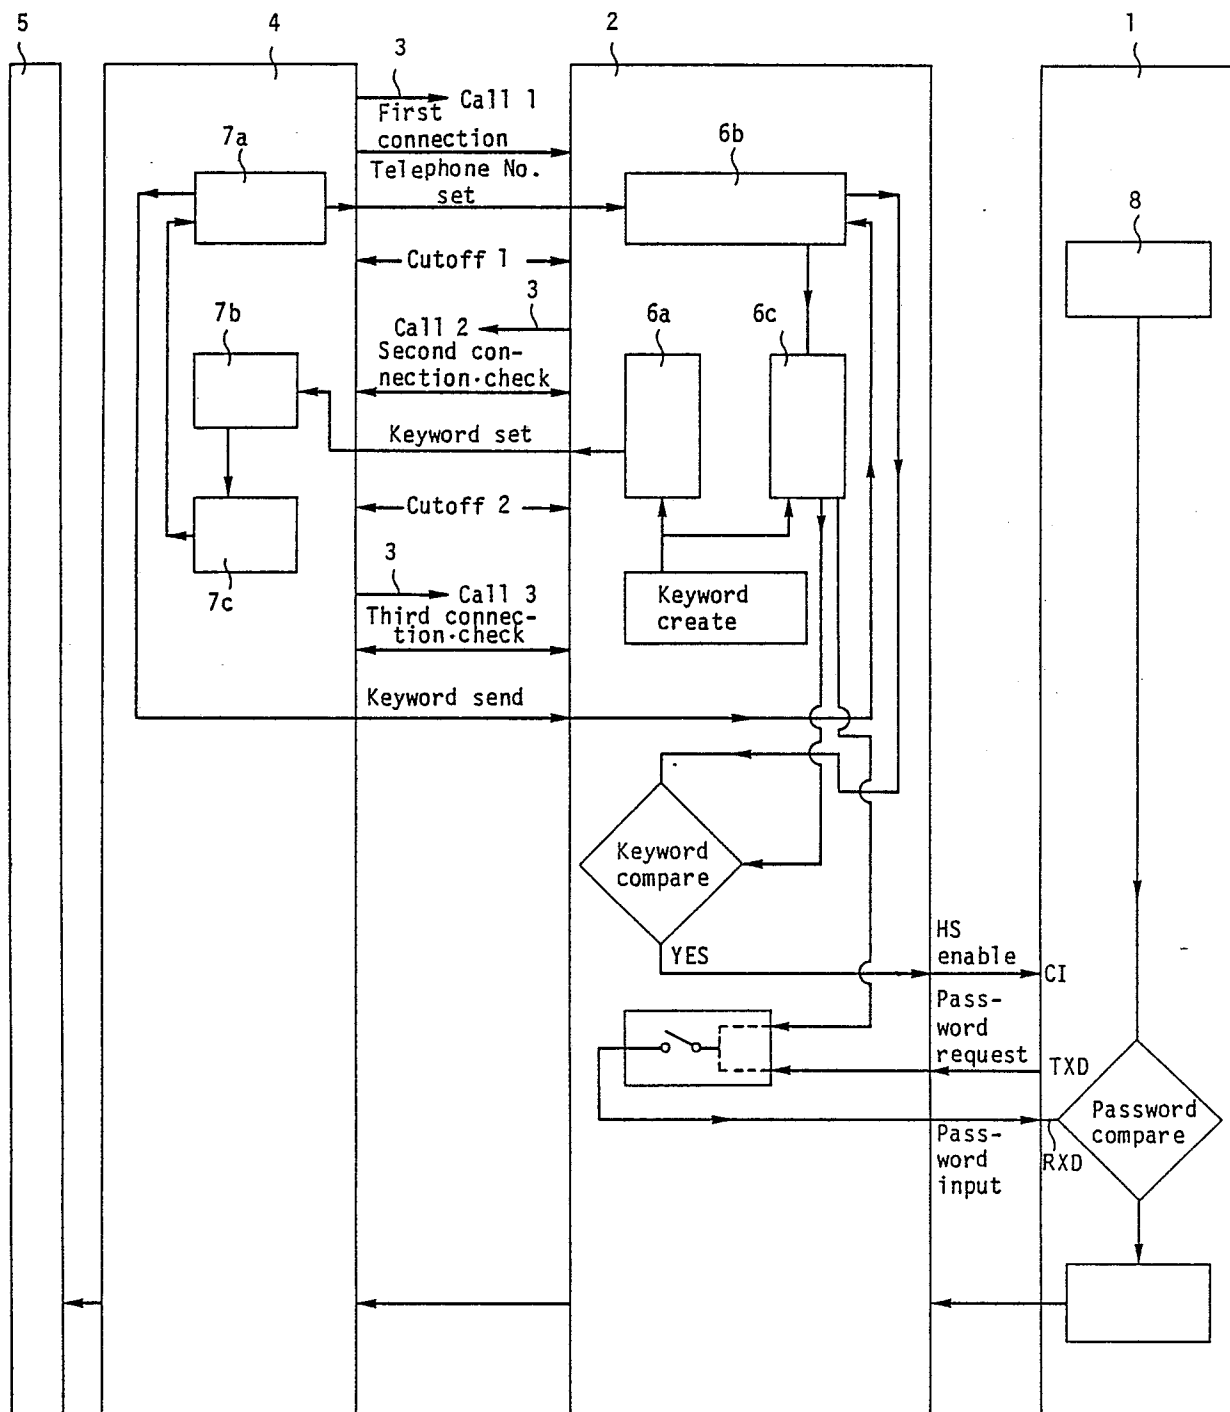 5
4
3
2
1
Call 1
First
connection
7a
6b
Telephone No.
set
8
Cutoff 1
3
7b
Call 2
6a
6c
Second con-
nection·check
Keyword set
Cutoff 2
3
7c
Call 3
Keyword
create
Third connec-
tion·check
Keyword send
Keyword
compare
YES
HS
enable
CI
Pass-
word
request
TXD
Password
compare
Pass-
word
input
RXD